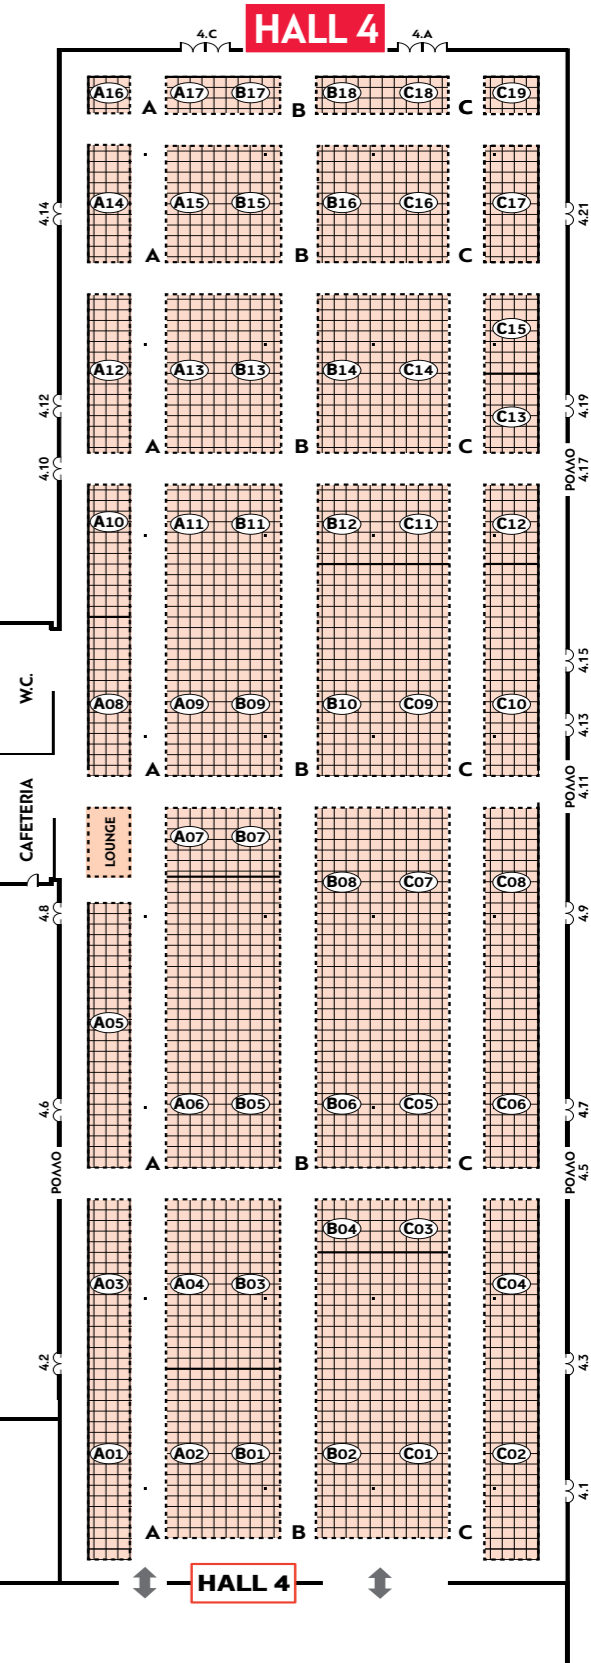 HALL 4
4.C
4.A
A16
A17
B17
B18
C18
C19
A
B
C
A14
A15
B15
B16
C16
C17
4.14
4.21
A
B
C
C15
A12
A13
B13
B14
C14
4.12
4.19
C13
A
B
C
4.10
ΡΟΛΛΟ
4.17
A10
A11
B11
B12
C11
C12
W.C.
4.15
A08
A09
B09
B10
C09
C10
4.13
A
B
C
ΡΟΛΛΟ
4.11
CAFETERIA
LOUNGE
A07
B07
B08
C07
C08
4.8
4.9
A05
A06
B05
B06
C05
C06
4.6
4.7
A
B
C
ΡΟΛΛΟ
ΡΟΛΛΟ
4.5
B04
C03
A03
A04
B03
C04
4.2
4.3
A01
A02
B01
B02
C01
C02
4.1
A
B
C
HALL 4